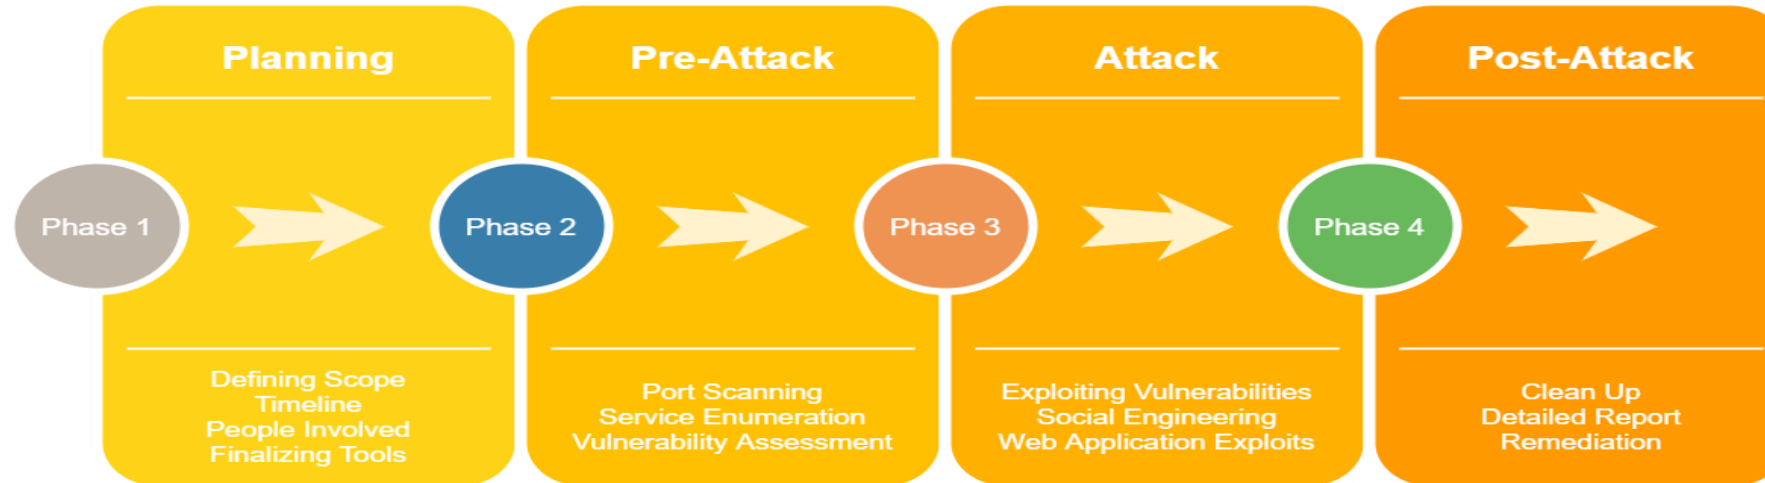 Planning
Phase 1
Defining Scope
Timeline
People Involved
Finalizing Tools
Pre-Attack
Phase 2
Port Scanning
Service Enumeration
Vulnerability Assessment
Attack
Phase 3
Exploiting Vulnerabilities
Social Engineering
Web Application Exploits
Post-Attack
Phase 4
Clean Up
Detailed Report
Remediation